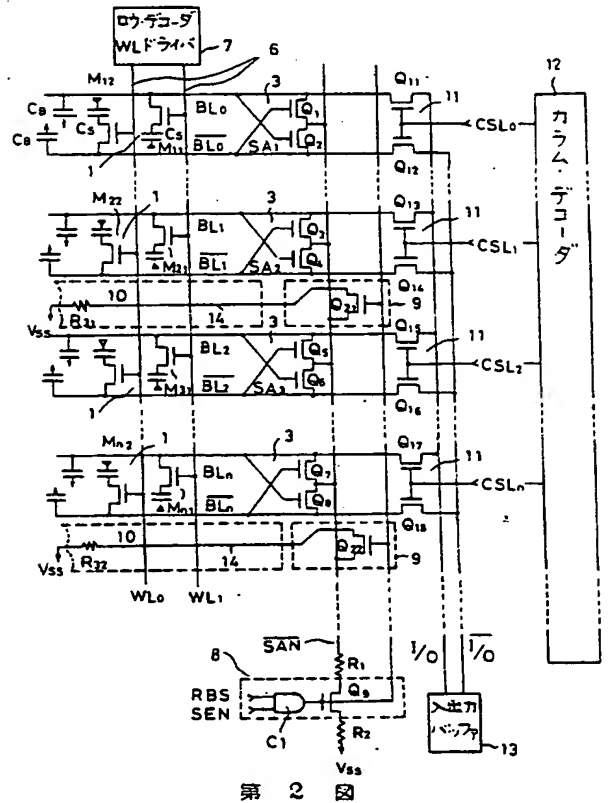 ロウ・デコーダ
WLドライバ
7
6
M12
CB
CS
CB
1
CS
M11
BL0
BL0
3
SA1
Q1
Q2
Q11
11
Q12
CSL0
12
カラム・デコーダ
M22
1
M21
BL1
BL1
3
SA2
Q3
Q4
Q13
11
Q14
CSL1
10
14
R31
VSS
Q21
9
1
M31
BL2
BL2
3
SA3
Q5
Q6
Q15
11
Q16
CSL2
Mn2
1
Mn1
BLn
BLn
3
Q7
Q8
Q17
11
Q18
CSLn
10
14
R32
VSS
Q22
9
WL0
WL1
SAN
I/O
I/O
8
R1
RBS
SEN
C1
Q9
R2
VSS
入出力
バッファ
13
第 2 図